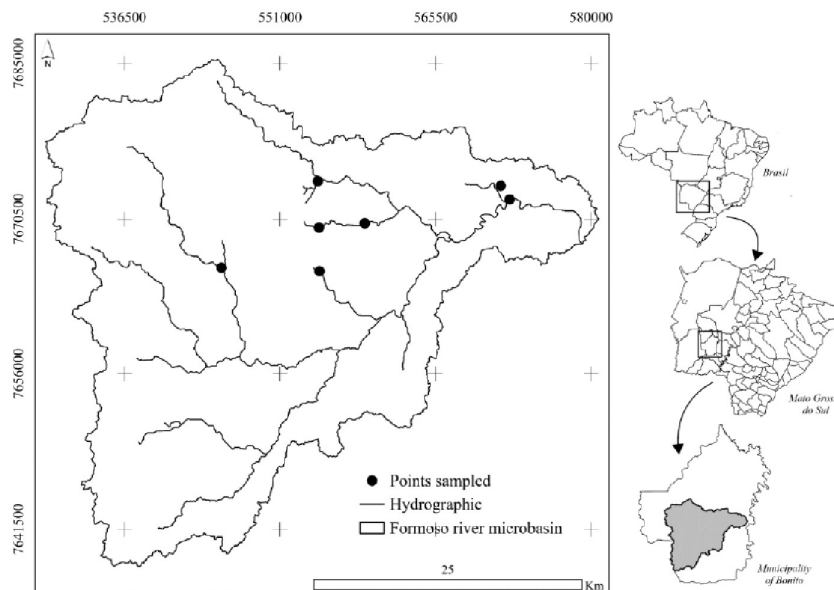 536500 551000 565500 580000
7685000
7670500
7656000
7641500
N
Points sampled
Hydrographic
Formoso river microbasin
25
Km
Brasil
Mato Gros
do Sul
Municipality
of Bonito